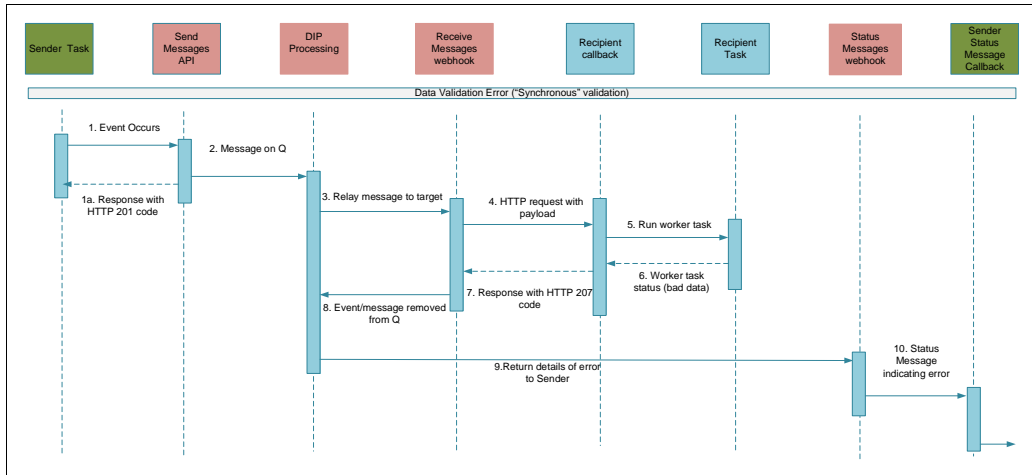 Sender Task
Send
Messages
API
DIP
Processing
Receive
Messages
webhook
Recipient
callback
Recipient
Task
Status
Messages
webhook
Sender
Status
Message
Callback
Data Validation Error ("Synchronous" validation)
1. Event Occurs
1a. Response with
HTTP 201 code
2. Message on Q
3. Relay message to target
4. HTTP request with
payload
5. Run worker task
6. Worker task
status (bad data)
7. Response with HTTP 207
code
8. Event/message removed
from Q
9.Return details of error
to Sender
10. Status
Message
indicating error